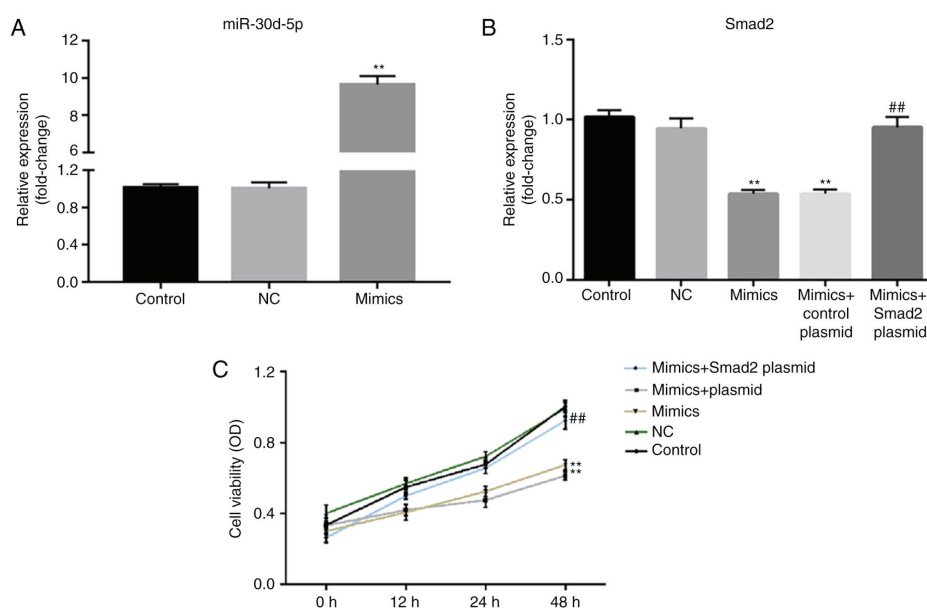 A
miR-30d-5p
Relative expression
(fold-change)
12
10
8
6
1.2
0.8
0.4
0.0
**
Control
NC
Mimics
B
Smad2
Relative expression
(fold-change)
1.5
1.0
0.5
0.0
**
**
##
Control
NC
Mimics
Mimics+
control
plasmid
Mimics+
Smad2
plasmid
C
Cell viability (OD)
1.2
0.8
0.4
0.0
##
**
**
0 h
12 h
24 h
48 h
Mimics+Smad2 plasmid
Mimics+plasmid
Mimics
NC
Control